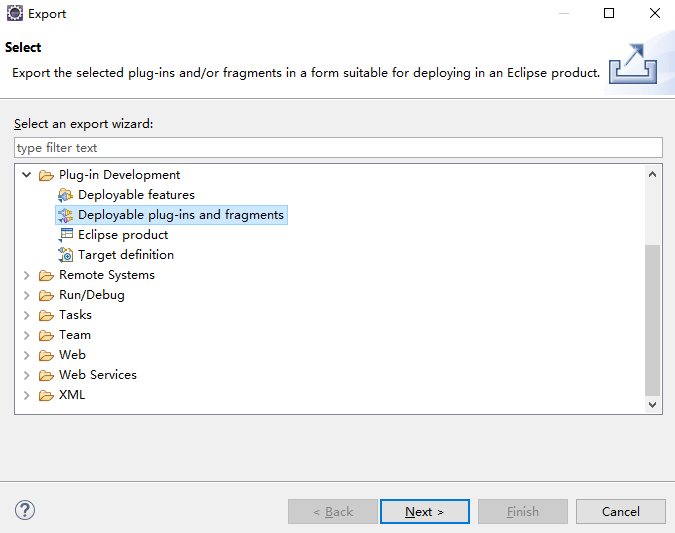 Export
Select
Export the selected plug-ins and/or fragments in a form suitable for deploying in an Eclipse product.
Select an export wizard:
type filter text
Plug-in Development
Deployable features
Deployable plug-ins and fragments
Eclipse product
Target definition
Remote Systems
Run/Debug
Tasks
Team
Web
Web Services
XML
? < Back Next > Finish Cancel